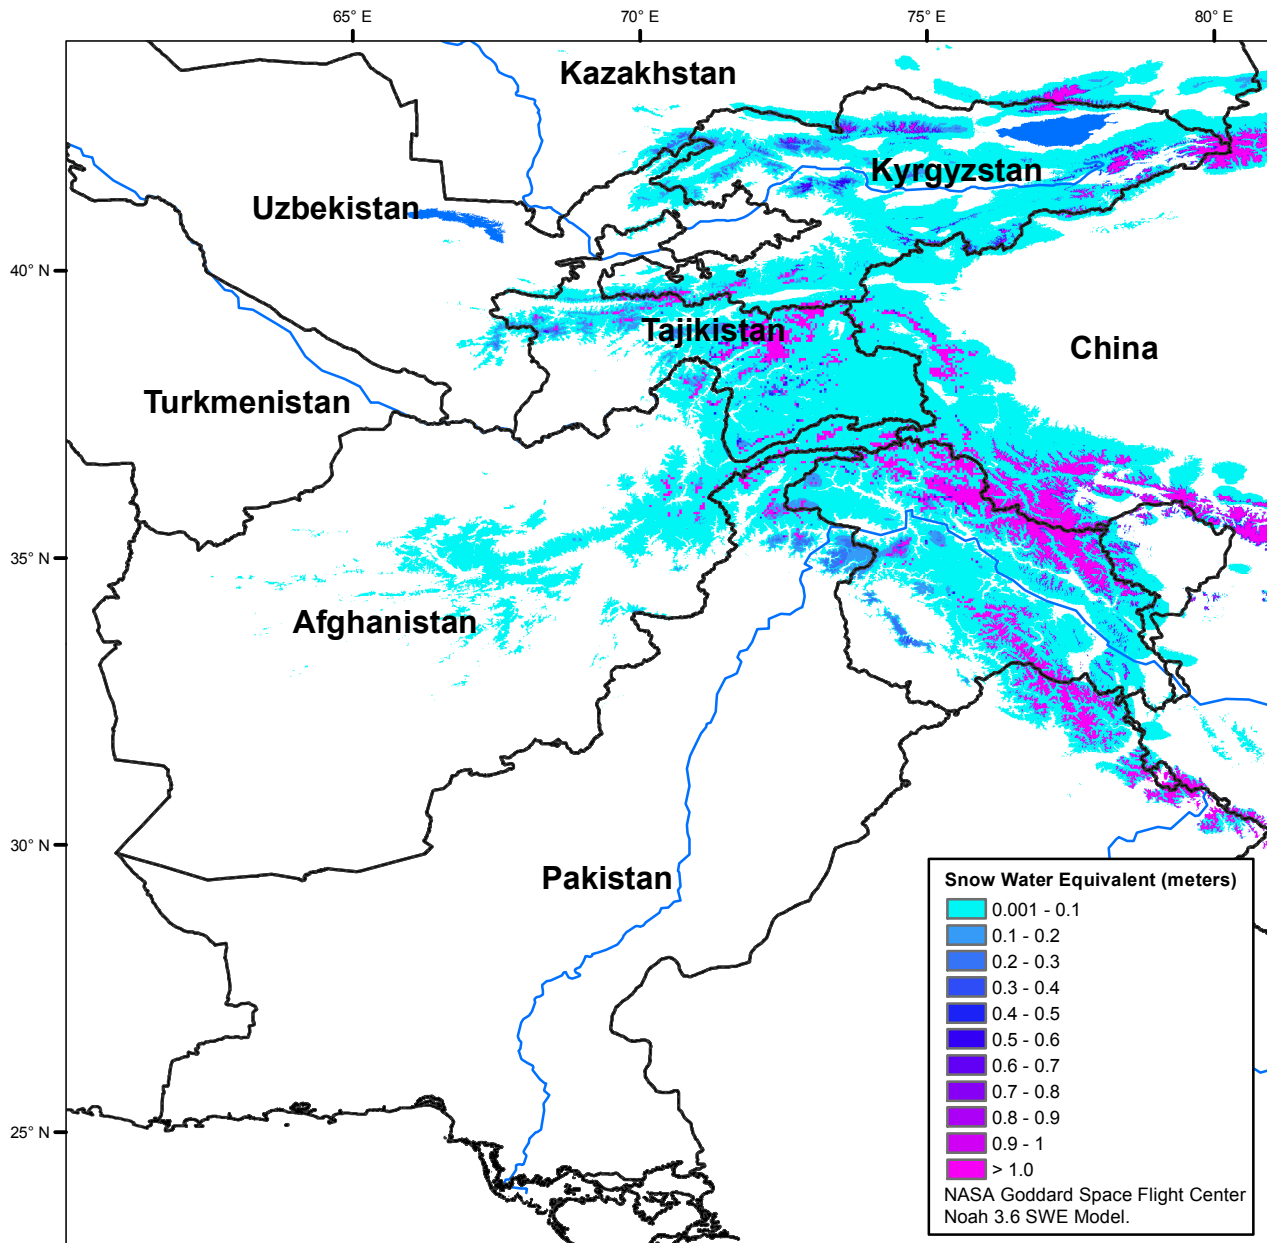 65° E
70° E
75° E
80° E
Kazakhstan
Kyrgyzstan
Uzbekistan
40° N
Tajikistan
China
Turkmenistan
35° N
Afghanistan
30° N
Pakistan
25° N
Snow Water Equivalent (meters)
0.001 - 0.1
0.1 - 0.2
0.2 - 0.3
0.3 - 0.4
0.4 - 0.5
0.5 - 0.6
0.6 - 0.7
0.7 - 0.8
0.8 - 0.9
0.9 - 1
> 1.0
NASA Goddard Space Flight Center
Noah 3.6 SWE Model.